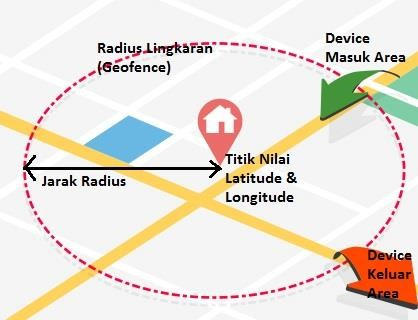 Radius Lingkaran
(Geofence)
Device
Masuk Area
Titik Nilai
Latitude &
Longitude
Jarak Radius
Device
Keluar
Area